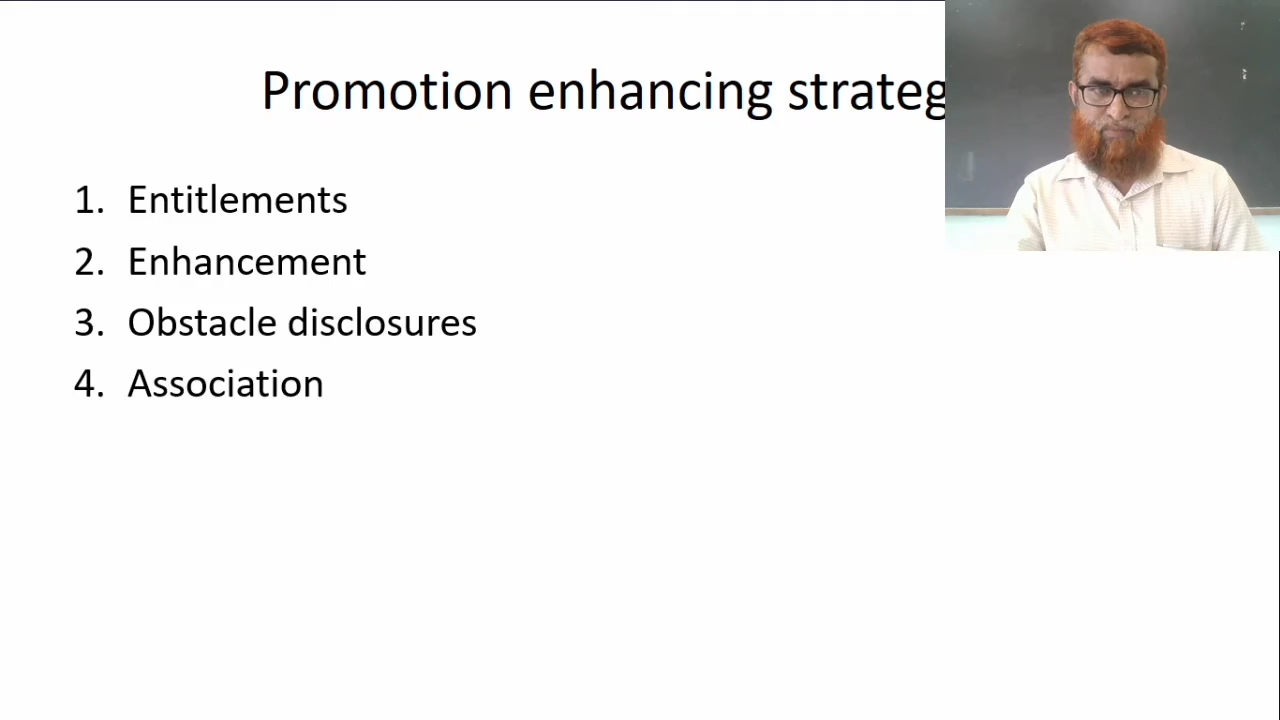 Promotion enhancing strateg
1. Entitlements
2. Enhancement
3. Obstacle disclosures
4. Association